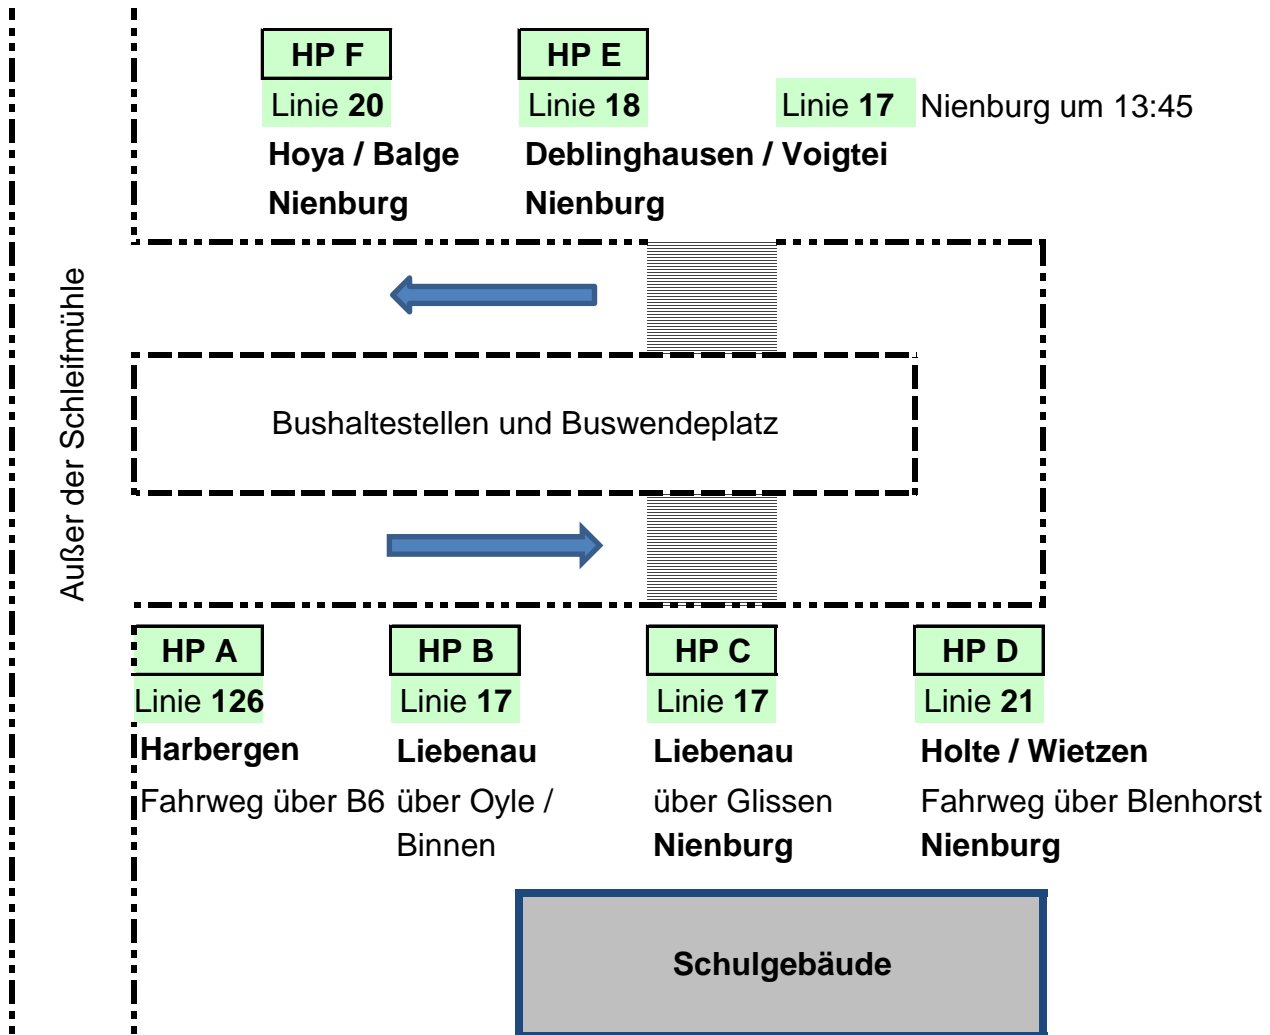 HP F HP E
Linie 20 Linie 18 Linie 17 Nienburg um 13:45
Hoya / Balge Deblinghausen / Voigtei
Nienburg Nienburg
Außer der Schleifmühle
Bushaltestellen und Buswendeplatz
HP A HP B HP C HP D
Linie 126 Linie 17 Linie 17 Linie 21
Harbergen Liebenau Liebenau Holte / Wietzen
Fahrweg über B6 über Oyle / über Glissen Fahrweg über Blenhorst
Binnen Nienburg Nienburg
Schulgebäude